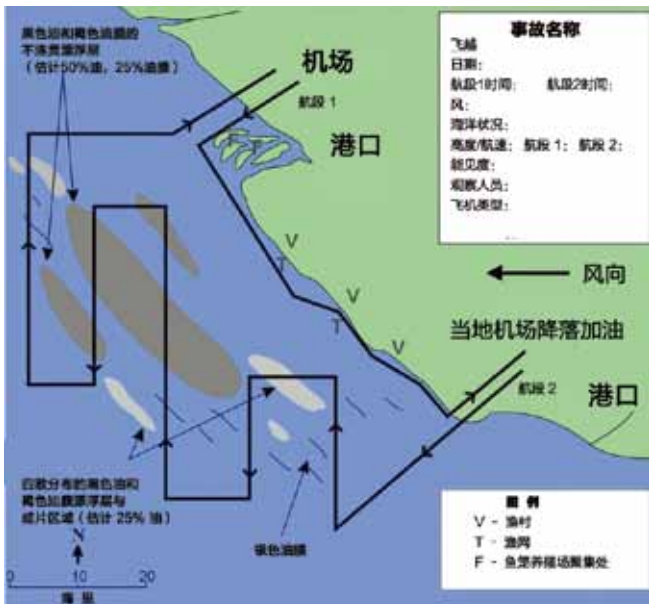 黑色油和褐色油膜的
不连贯漂浮层
（估计50%油，25%油膜）
机场
航段 1
港口
F
F
F
事故名称
飞越
日期：
航段1时间： 航段2时间：
风：
海洋状况：
高度/航速： 航段 1： 航段 2：
能见度：
观察人员：
飞机类型：
V
T
V
T
V
风向
当地机场降落加油
航段 2
港口
四散分布的黑色油和
褐色油膜漂浮层与
成片区域（估计 25% 油）
银色油膜
N
0 10 20
海里
图 例
V - 渔村
T - 渔网
F - 鱼笼养殖场聚集处